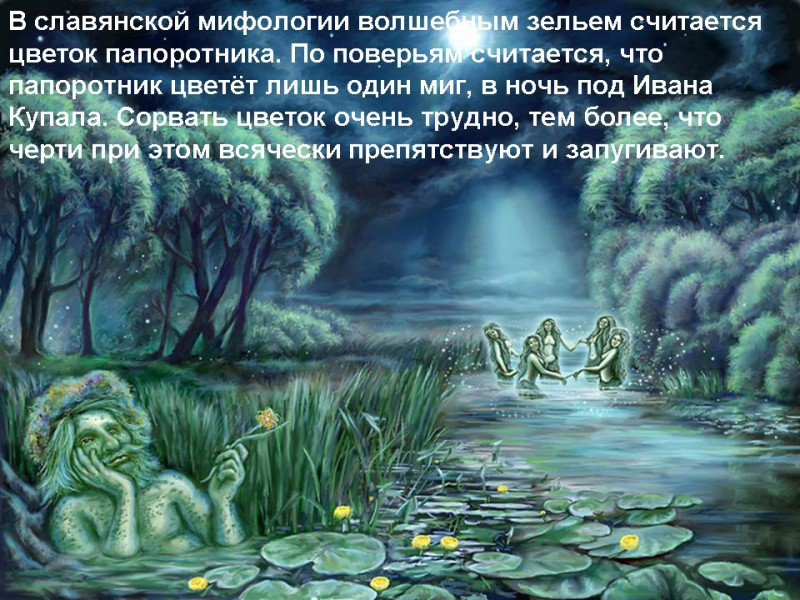 В славянской мифологии волшебным зельем считается
цветок папоротника. По поверьям считается, что
папоротник цветёт лишь один миг, в ночь под Ивана
Купала. Сорвать цветок очень трудно, тем более, что
черти при этом всячески препятствуют и запугивают.